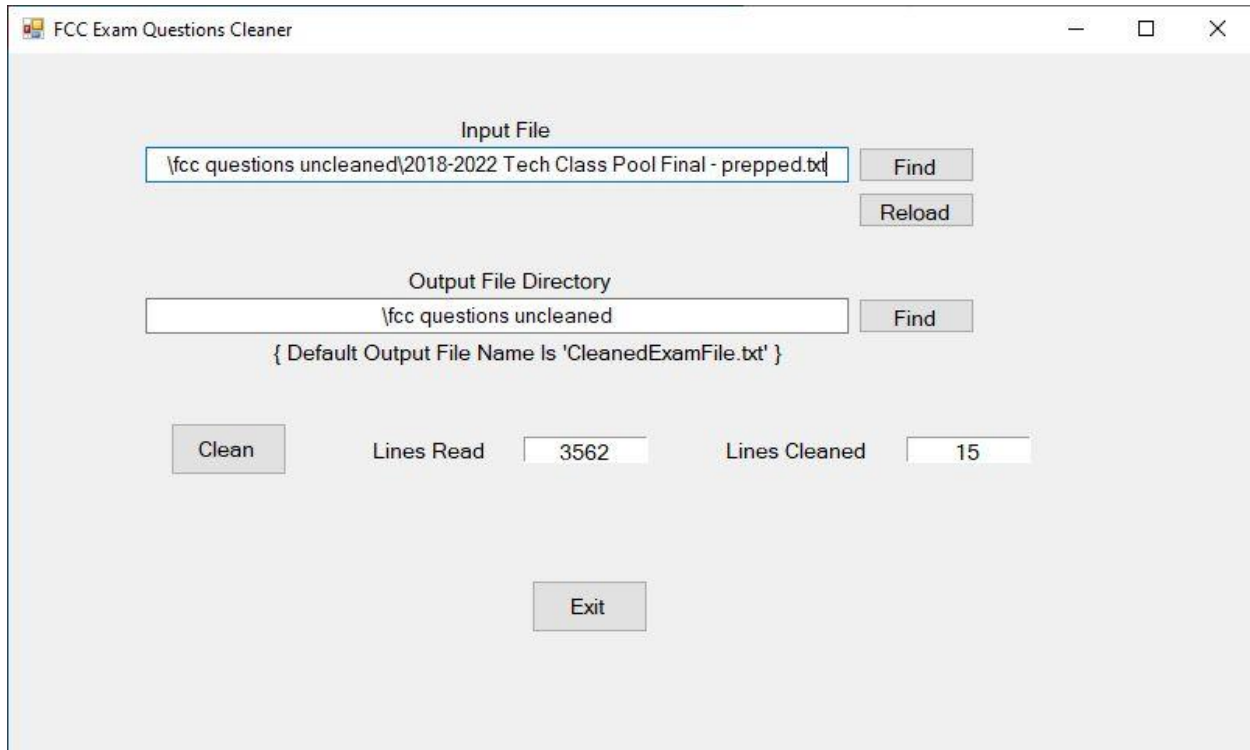 FCC Exam Questions Cleaner
Input File
\fcc questions uncleaned\2018-2022 Tech Class Pool Final - prepped.txt
Find
Reload
Output File Directory
\fcc questions uncleaned
Find
{ Default Output File Name Is 'CleanedExamFile.txt' }
Clean
Lines Read
3562
Lines Cleaned
15
Exit